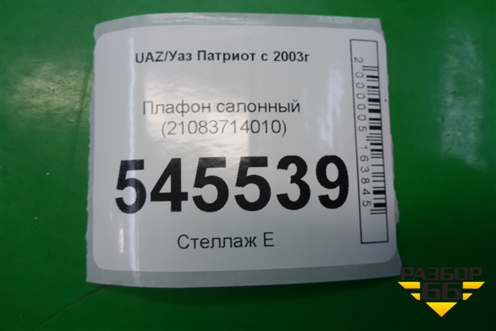 UAZ/Уаз Патриот с 2003г
Плафон салонный
(21083714010)
545539
Стеллаж Е
2000005163845
РАЗБОР
66